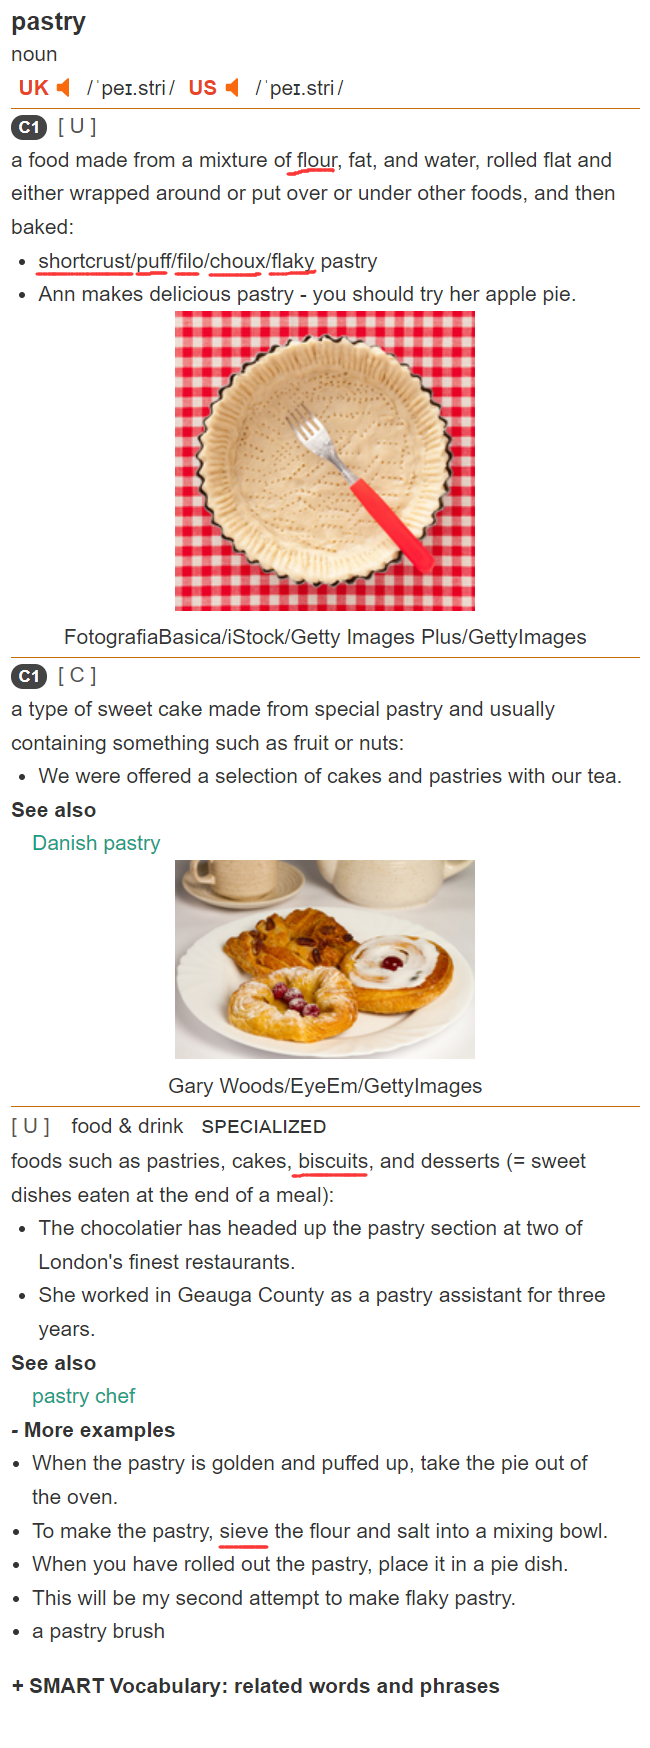 pastry
noun
UK /ˈpeɪ.stri/ US /ˈpeɪ.stri/
C1 [ U ]
a food made from a mixture of flour, fat, and water, rolled flat and
either wrapped around or put over or under other foods, and then
baked:
• shortcrust/puff/filo/choux/flaky pastry
• Ann makes delicious pastry - you should try her apple pie.
FotografiaBasica/iStock/Getty Images Plus/GettyImages
C1 [ C ]
a type of sweet cake made from special pastry and usually
containing something such as fruit or nuts:
• We were offered a selection of cakes and pastries with our tea.
See also
Danish pastry
Gary Woods/EyeEm/GettyImages
[ U ] food & drink SPECIALIZED
foods such as pastries, cakes, biscuits, and desserts (= sweet
dishes eaten at the end of a meal):
• The chocolatier has headed up the pastry section at two of
London's finest restaurants.
• She worked in Geauga County as a pastry assistant for three
years.
See also
pastry chef
- More examples
• When the pastry is golden and puffed up, take the pie out of
the oven.
• To make the pastry, sieve the flour and salt into a mixing bowl.
• When you have rolled out the pastry, place it in a pie dish.
• This will be my second attempt to make flaky pastry.
• a pastry brush
+ SMART Vocabulary: related words and phrases